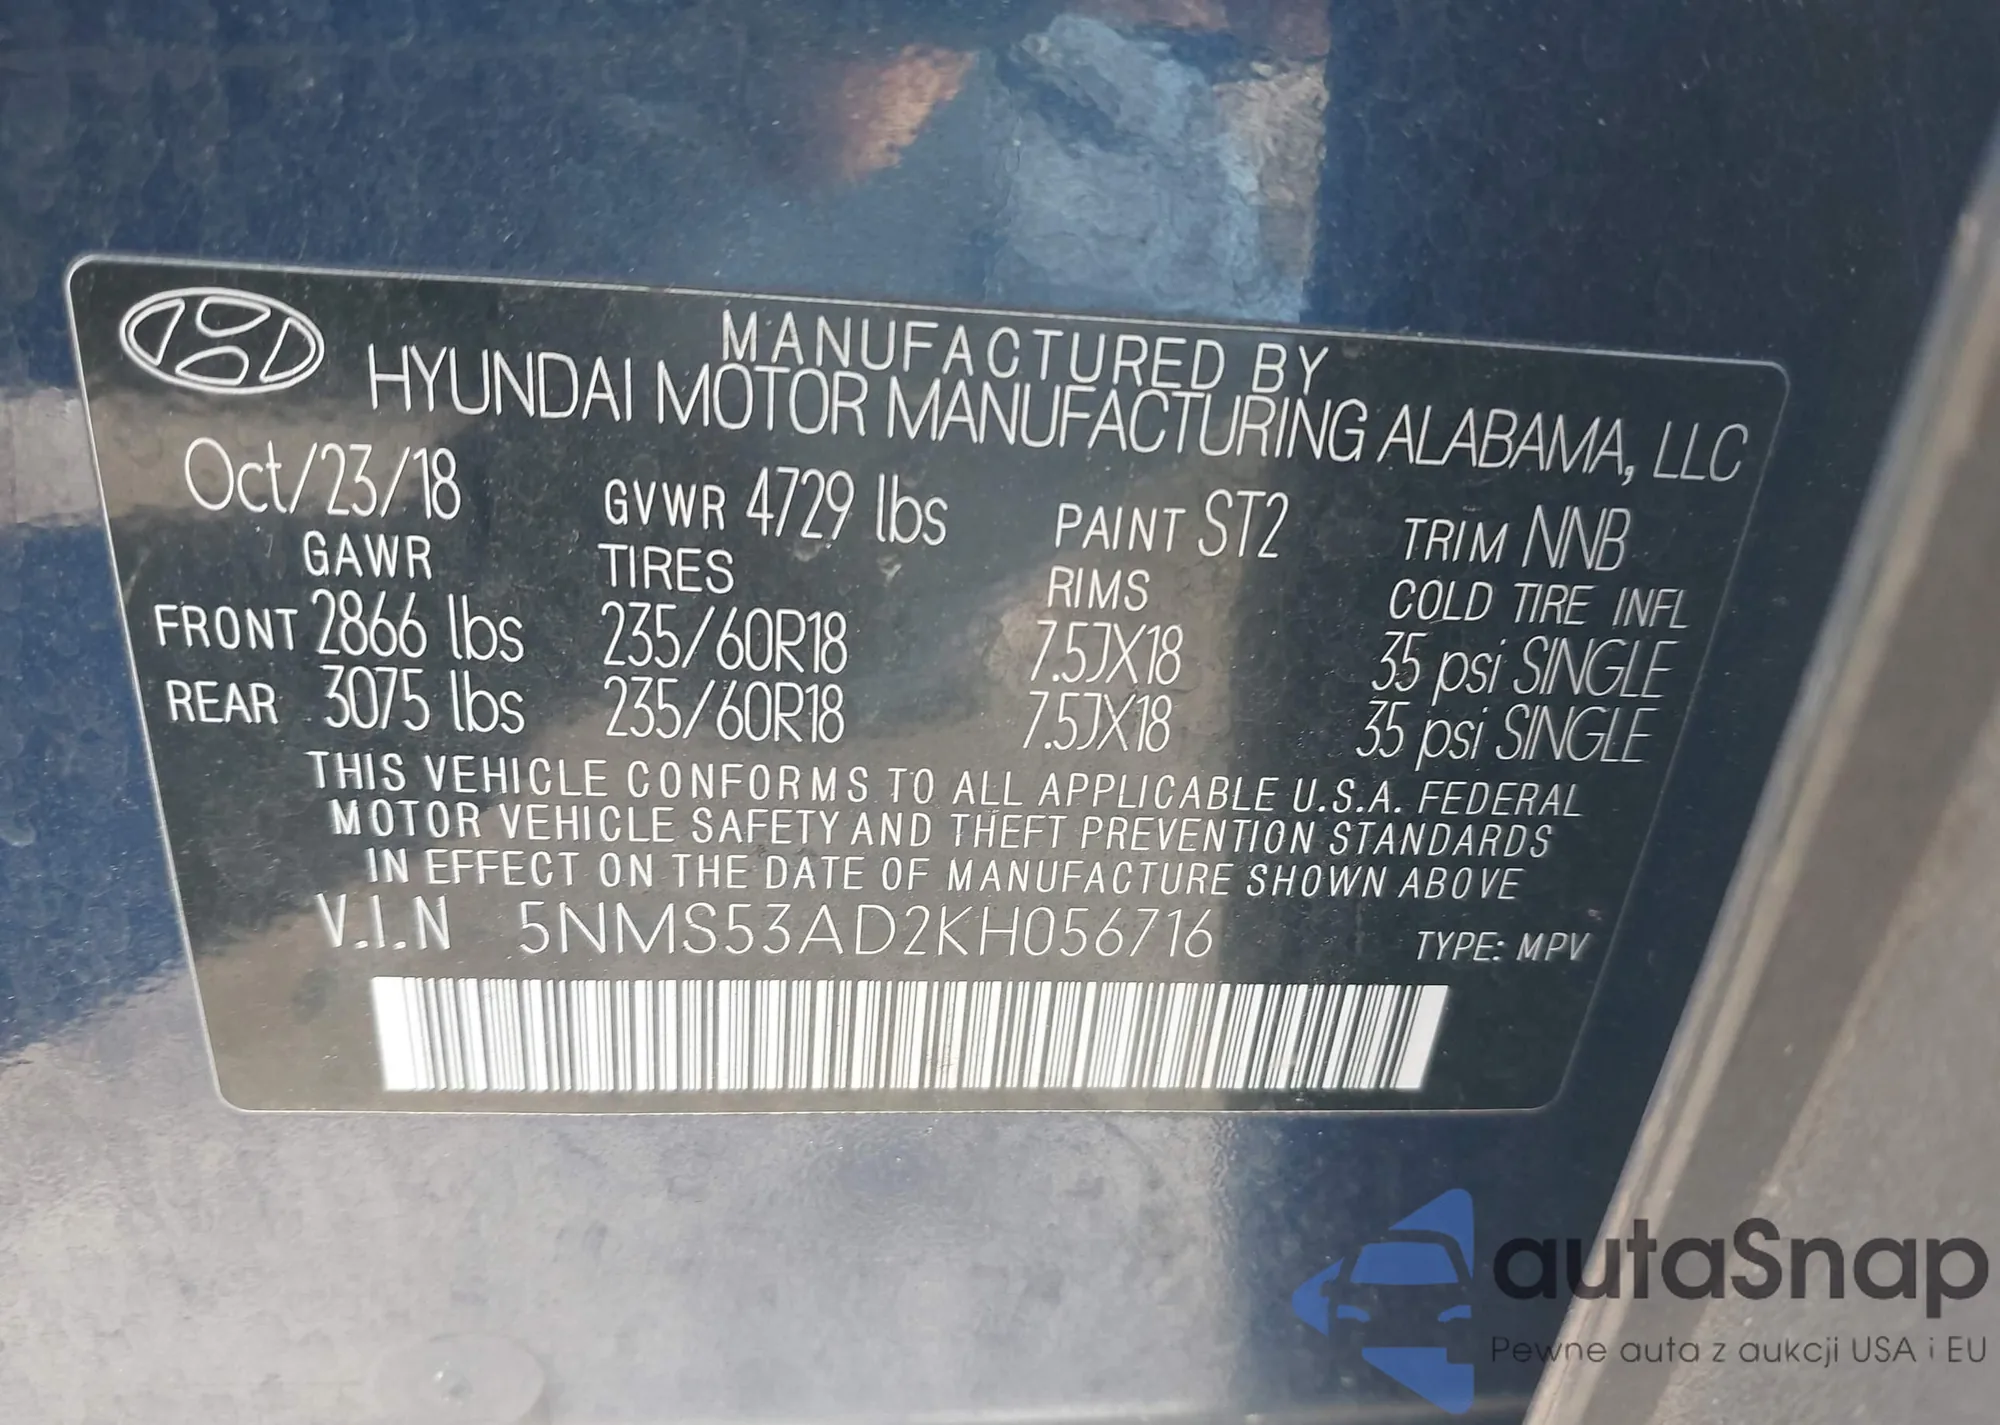 MANUFACTURED BY
HYUNDAI MOTOR MANUFACTURING ALABAMA, LLC
Oct/23/18 GVWR 4729 lbs PAINT ST2 TRIM NNB
GAWR TIRES RIMS COLD TIRE INFL
FRONT 2866 lbs 235/60R18 7.5JX18 35 psi SINGLE
REAR 3075 lbs 235/60R18 7.5JX18 35 psi SINGLE
THIS VEHICLE CONFORMS TO ALL APPLICABLE U.S.A. FEDERAL
MOTOR VEHICLE SAFETY AND THEFT PREVENTION STANDARDS
IN EFFECT ON THE DATE OF MANUFACTURE SHOWN ABOVE
V.I.N 5NMS53AD2KH056716 TYPE: MPV
autaSnap
Pewne auta z aukcji USA i EU